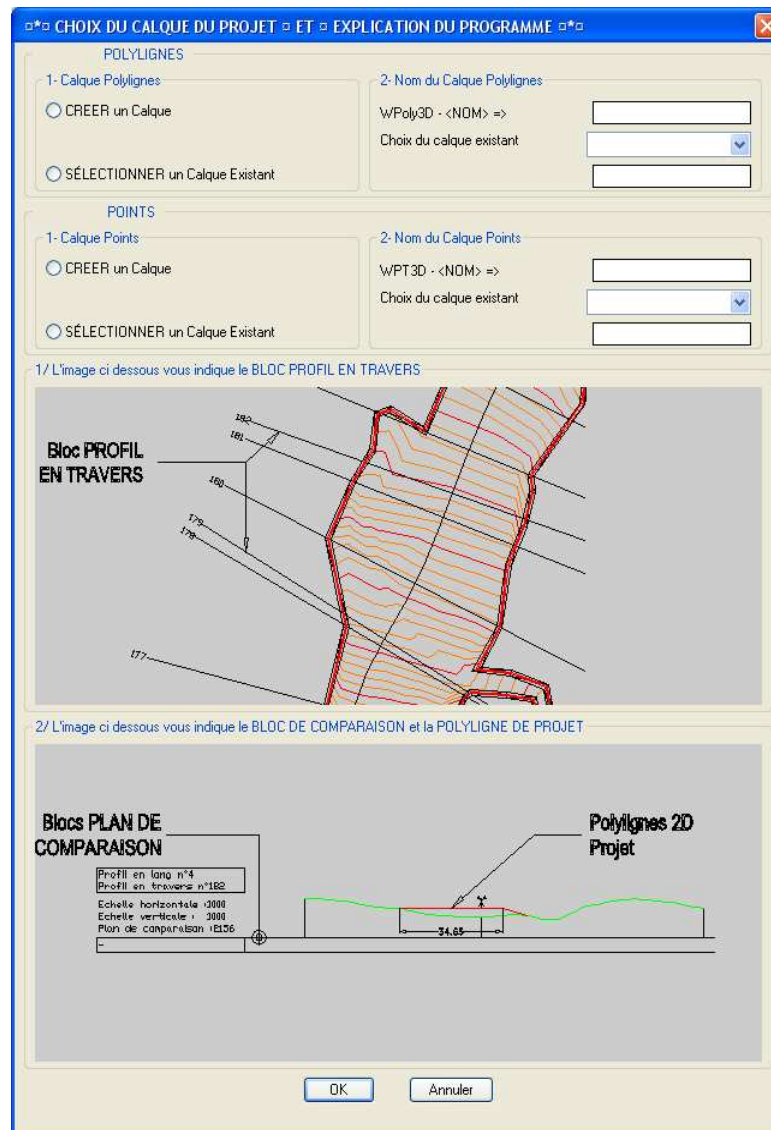 ¤*¤ CHOIX DU CALQUE DU PROJET ¤ ET ¤ EXPLICATION DU PROGRAMME ¤*¤
POLYLIGNES
1- Calque Polylignes
2- Nom du Calque Polylignes
CREER un Calque
WPoly3D - <NOM> =>
Choix du calque existant
SÉLECTIONNER un Calque Existant
POINTS
1- Calque Points
2- Nom du Calque Points
CREER un Calque
WPT3D - <NOM> =>
Choix du calque existant
SÉLECTIONNER un Calque Existant
1/ L'image ci dessous vous indique le BLOC PROFIL EN TRAVERS
Bloc PROFIL
EN TRAVERS
182
181
180
179
178
177
2/ L'image ci dessous vous indique le BLOC DE COMPARAISON et la POLYLIGNE DE PROJET
Blocs PLAN DE
COMPARAISON
Polylignes 2D
Projet
Profil en long n°4
Profil en travers n°182
Echelle horizontale :3000
Echelle verticale : 3000
Plan de comparaison :2156
34.65
OK
Annuler